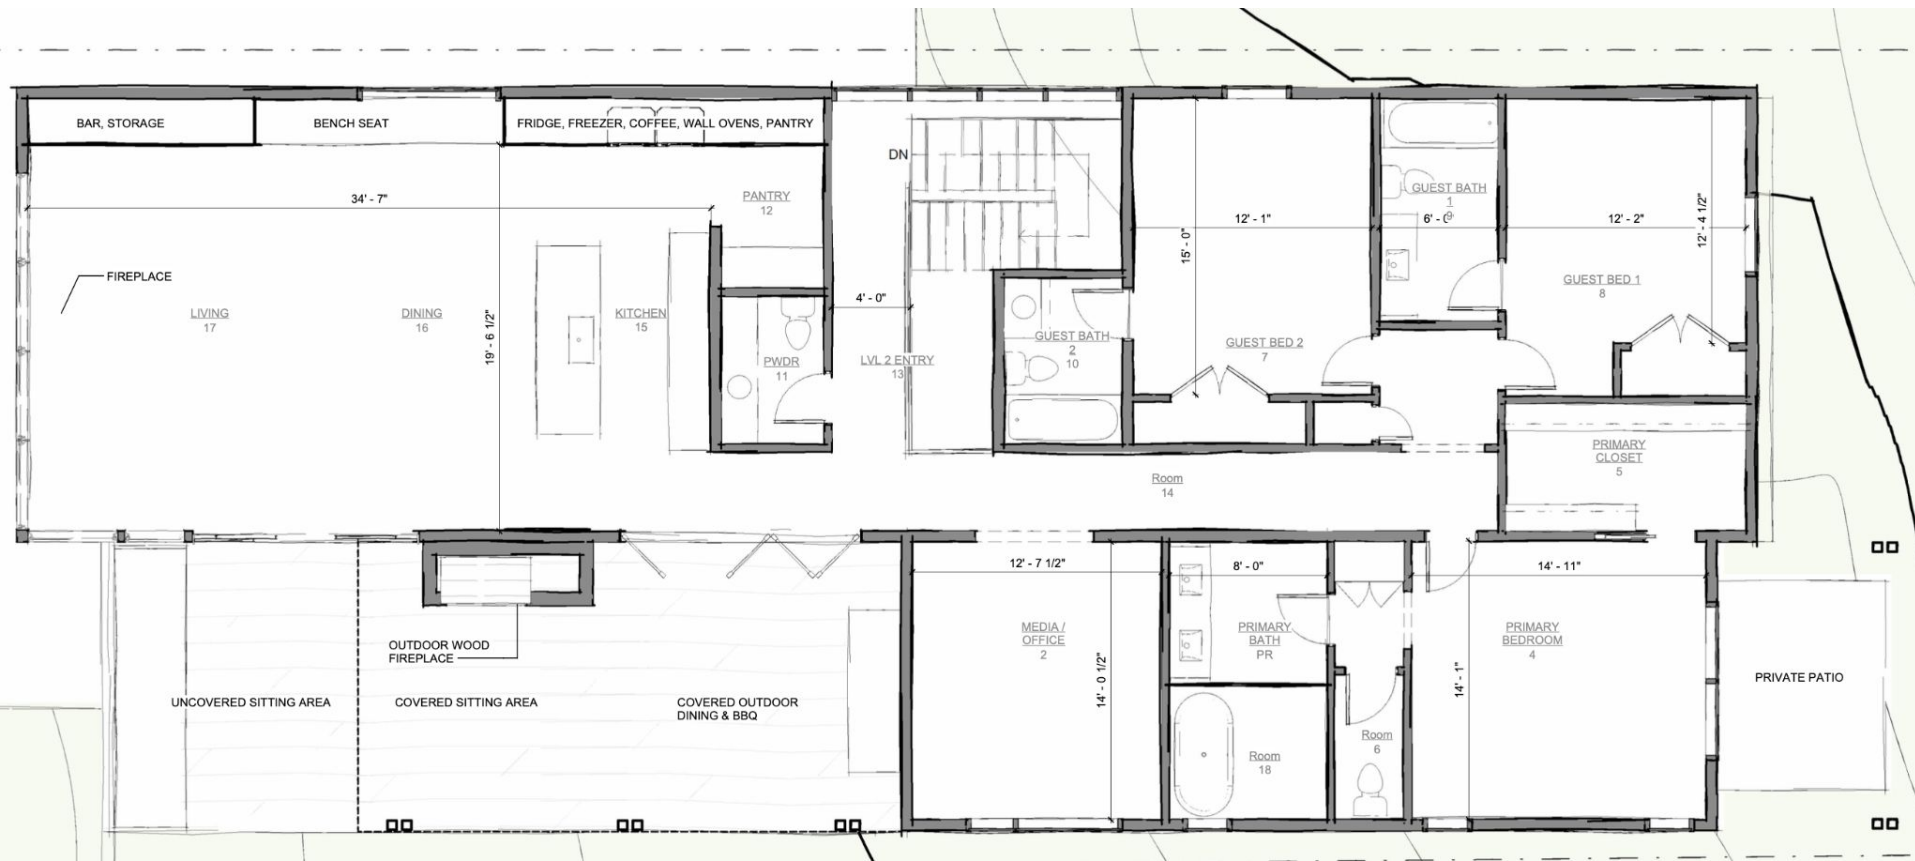 BAR, STORAGE
BENCH SEAT
FRIDGE, FREEZER, COFFEE, WALL OVENS, PANTRY
DN
34' - 7"
PANTRY
12
12' - 1"
15' - 0"
GUEST BATH
1
9
6' - 0"
12' - 2"
12' - 4 1/2"
FIREPLACE
LIVING
17
DINING
16
19' - 6 1/2"
KITCHEN
15
4' - 0"
PWDR
11
LVL 2 ENTRY
13
GUEST BATH
2
10
GUEST BED 2
7
GUEST BED 1
8
PRIMARY
CLOSET
5
Room
14
12' - 7 1/2"
8' - 0"
14' - 11"
OUTDOOR WOOD
FIREPLACE
MEDIA /
OFFICE
2
14' - 0 1/2"
PRIMARY
BATH
PR
PRIMARY
BEDROOM
4
14' - 1"
UNCOVERED SITTING AREA
COVERED SITTING AREA
COVERED OUTDOOR
DINING & BBQ
PRIVATE PATIO
Room
6
Room
18